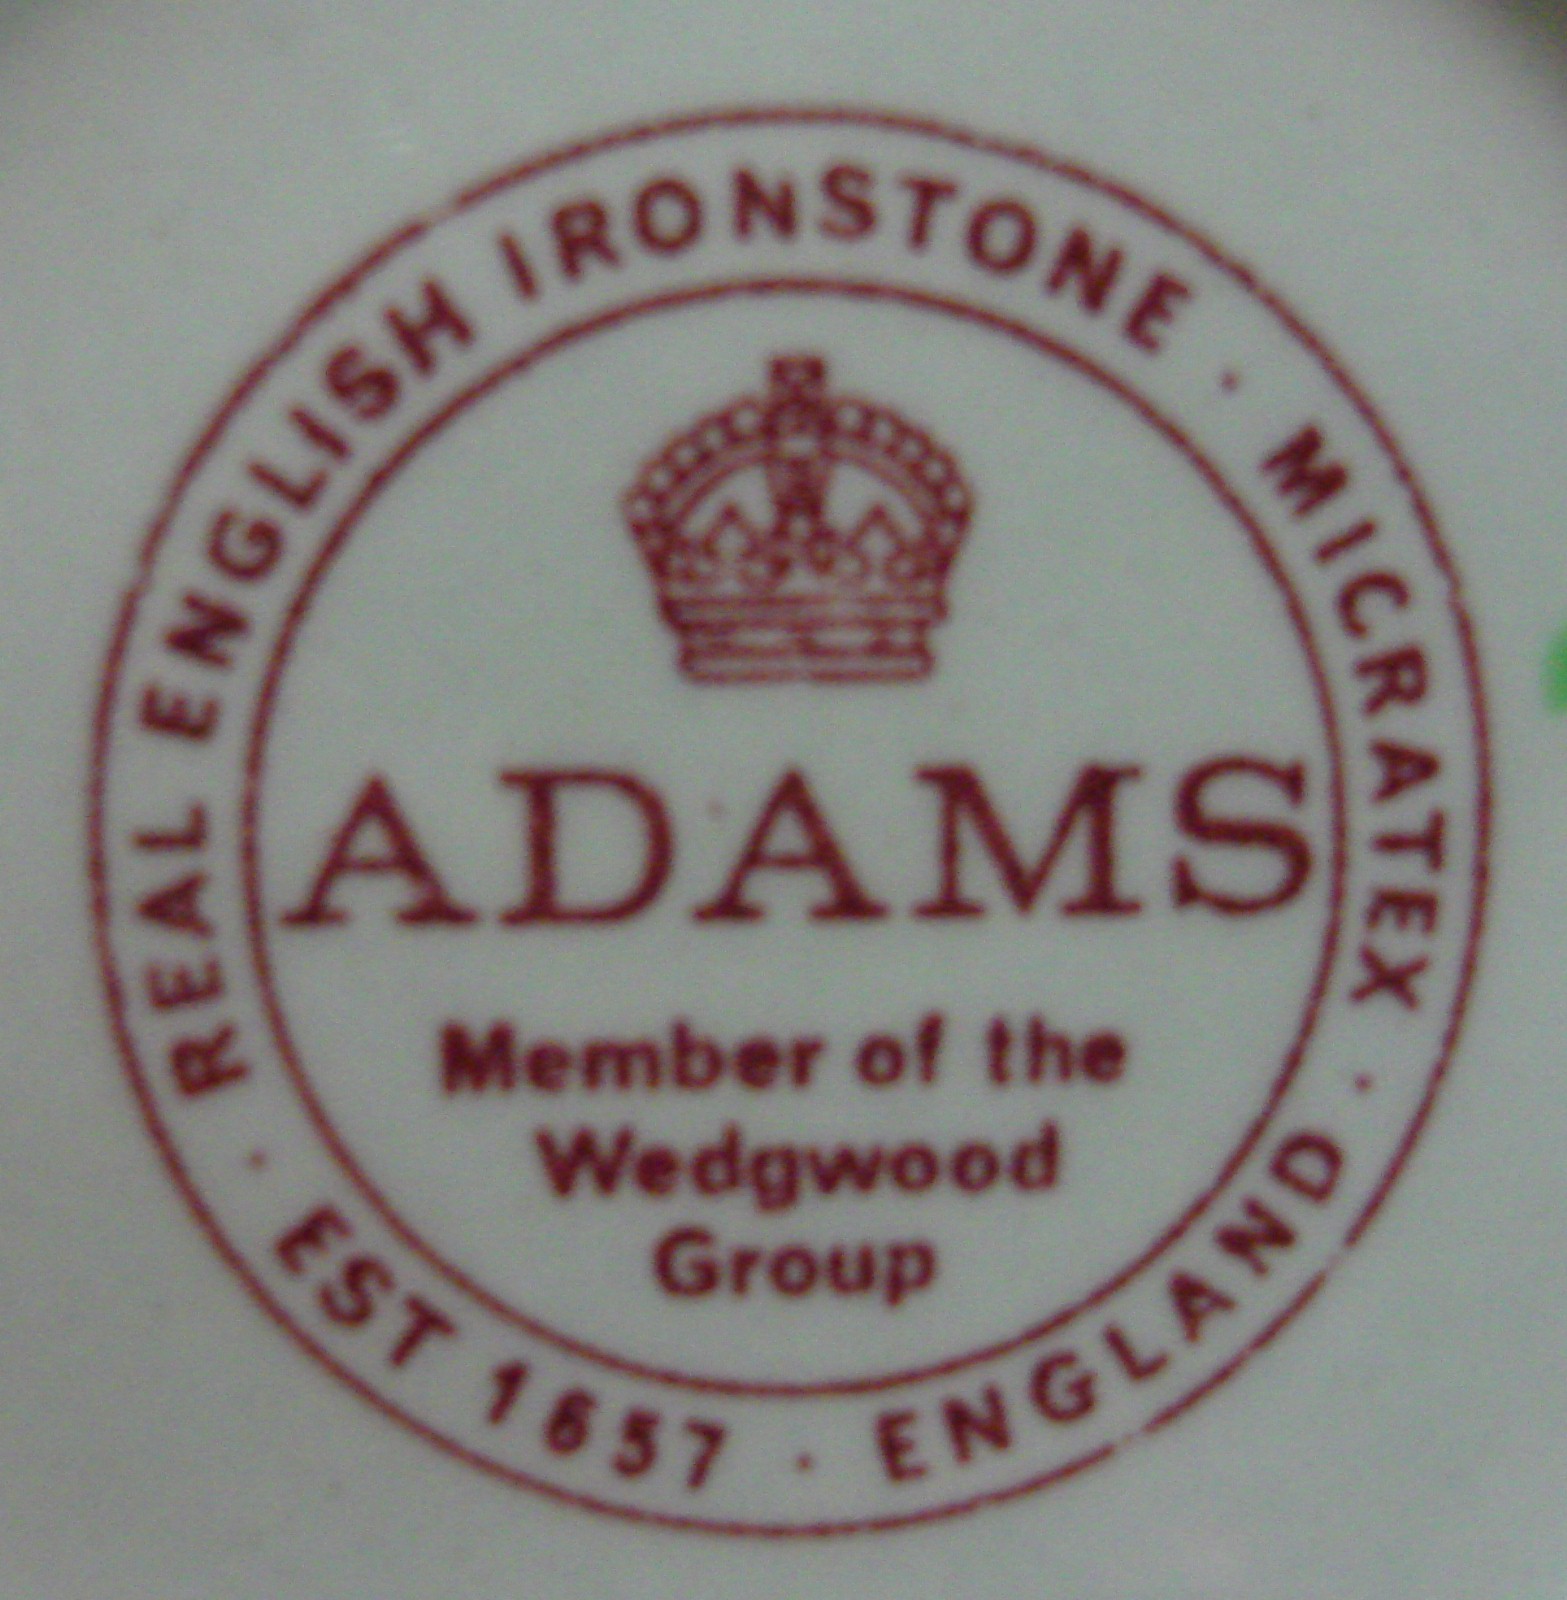 REAL ENGLISH IRONSTONE · MICRATEX ·
ADAMS
Member of the
Wedgwood
Group
EST 1657 · ENGLAND